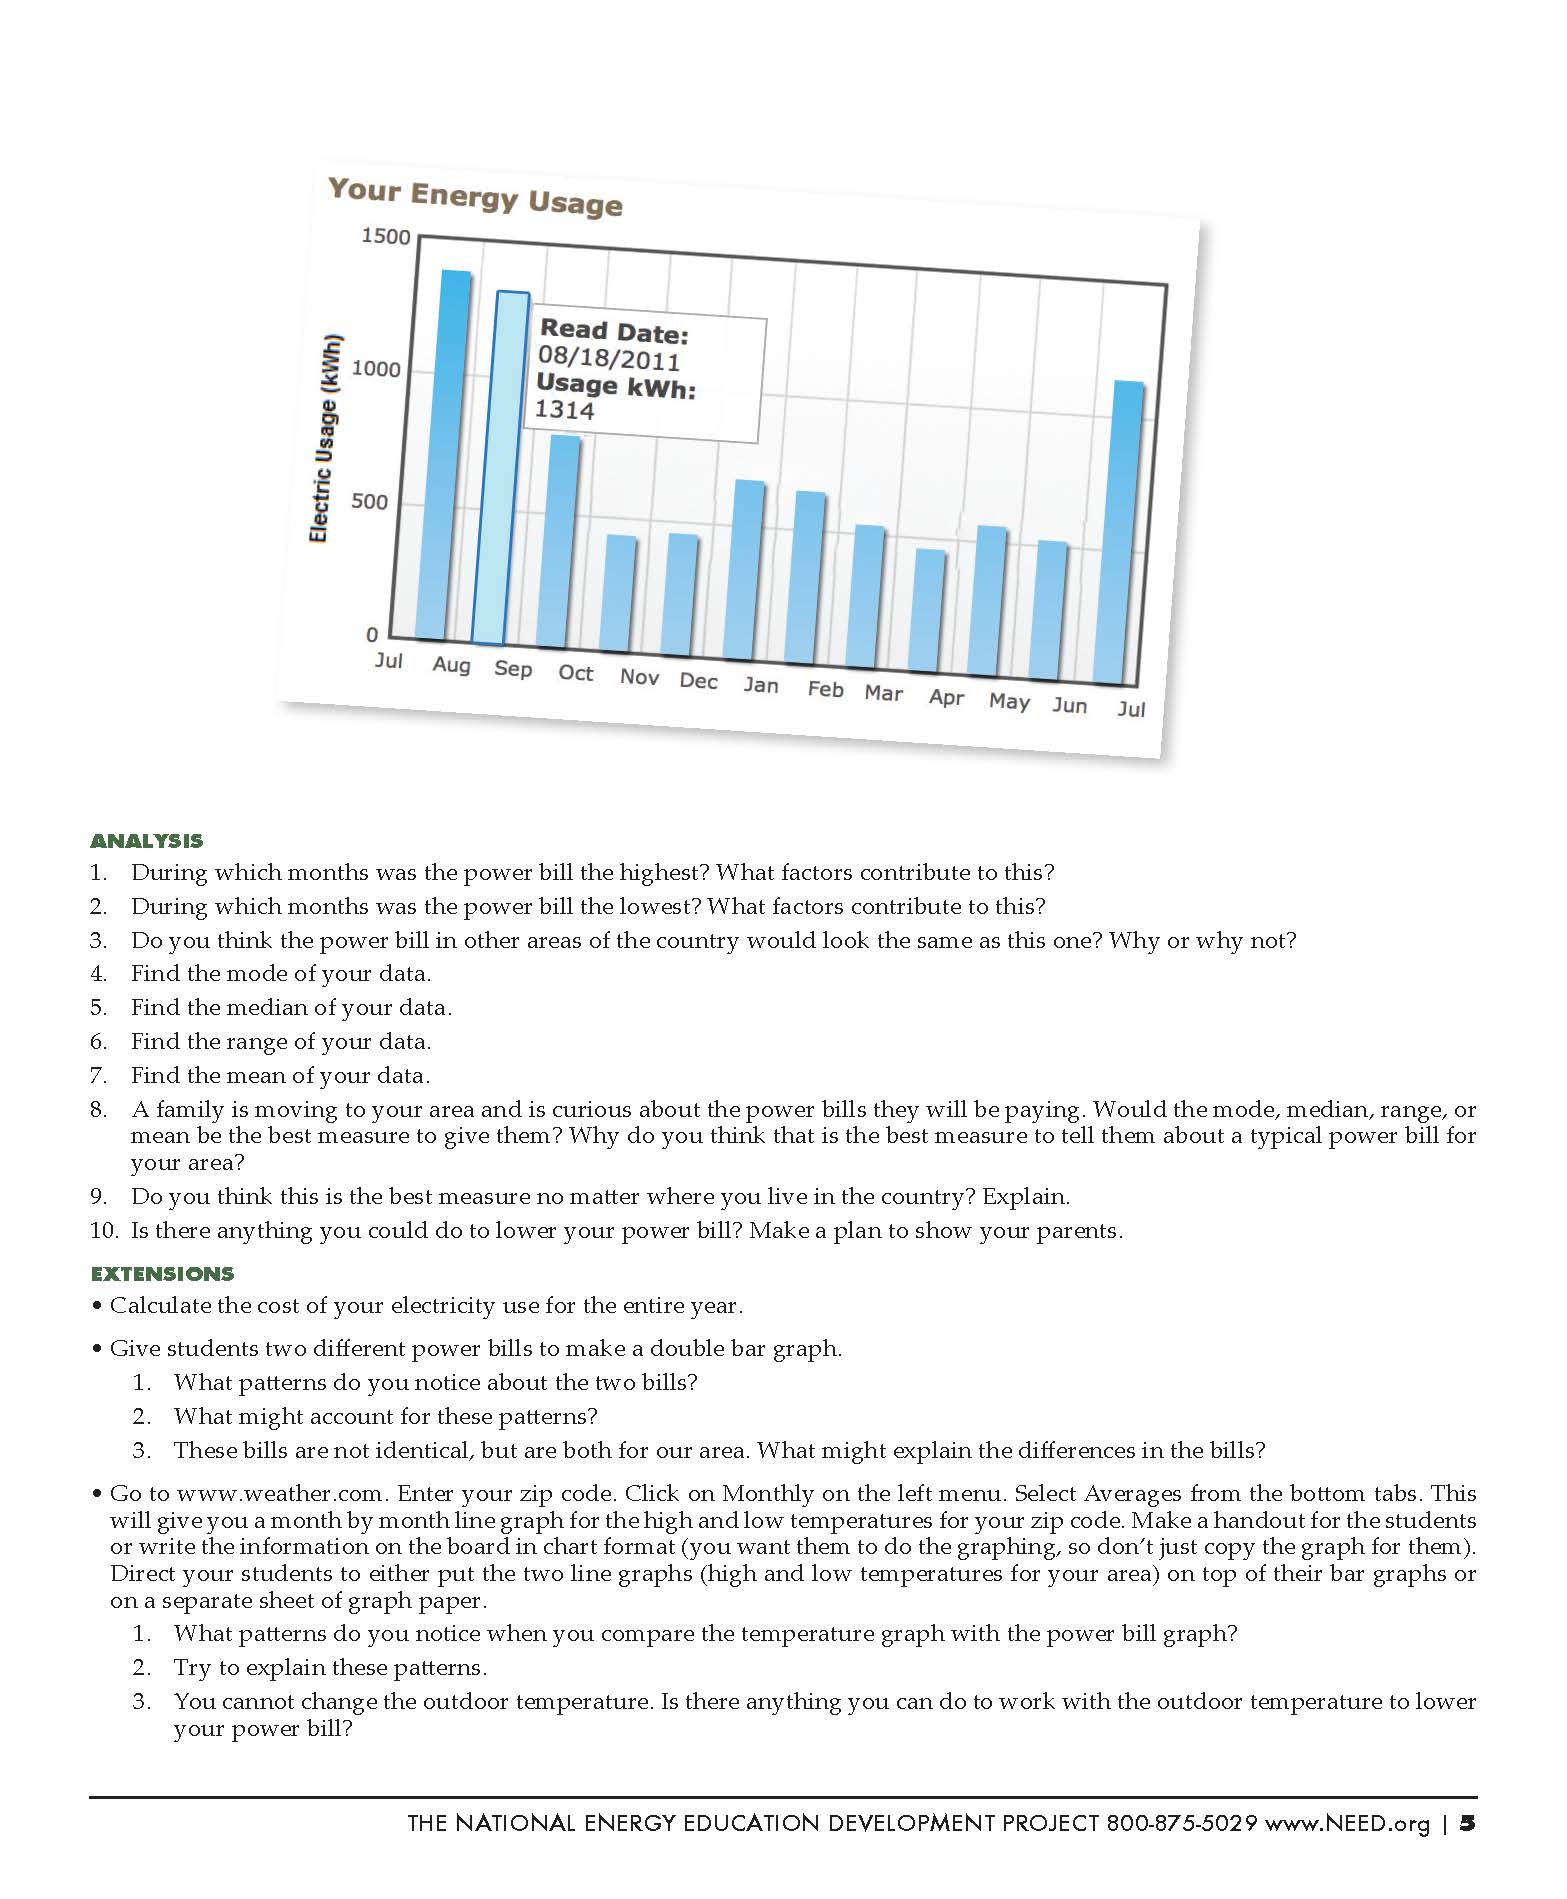 Your Energy Usage
1500
1000
500
0
Electric Usage (kWh)
Read Date:
08/18/2011
Usage kWh:
1314
Jul Aug Sep Oct Nov Dec Jan Feb Mar Apr May Jun Jul
ANALYSIS
1. During which months was the power bill the highest? What factors contribute to this?
2. During which months was the power bill the lowest? What factors contribute to this?
3. Do you think the power bill in other areas of the country would look the same as this one? Why or why not?
4. Find the mode of your data.
5. Find the median of your data.
6. Find the range of your data.
7. Find the mean of your data.
8. A family is moving to your area and is curious about the power bills they will be paying. Would the mode, median, range, or
mean be the best measure to give them? Why do you think that is the best measure to tell them about a typical power bill for
your area?
9. Do you think this is the best measure no matter where you live in the country? Explain.
10. Is there anything you could do to lower your power bill? Make a plan to show your parents.
EXTENSIONS
• Calculate the cost of your electricity use for the entire year.
• Give students two different power bills to make a double bar graph.
1. What patterns do you notice about the two bills?
2. What might account for these patterns?
3. These bills are not identical, but are both for our area. What might explain the differences in the bills?
• Go to www.weather.com. Enter your zip code. Click on Monthly on the left menu. Select Averages from the bottom tabs. This
will give you a month by month line graph for the high and low temperatures for your zip code. Make a handout for the students
or write the information on the board in chart format (you want them to do the graphing, so don't just copy the graph for them).
Direct your students to either put the two line graphs (high and low temperatures for your area) on top of their bar graphs or
on a separate sheet of graph paper.
1. What patterns do you notice when you compare the temperature graph with the power bill graph?
2. Try to explain these patterns.
3. You cannot change the outdoor temperature. Is there anything you can do to work with the outdoor temperature to lower
your power bill?
THE NATIONAL ENERGY EDUCATION DEVELOPMENT PROJECT 800-875-5029 www.NEED.org | 5